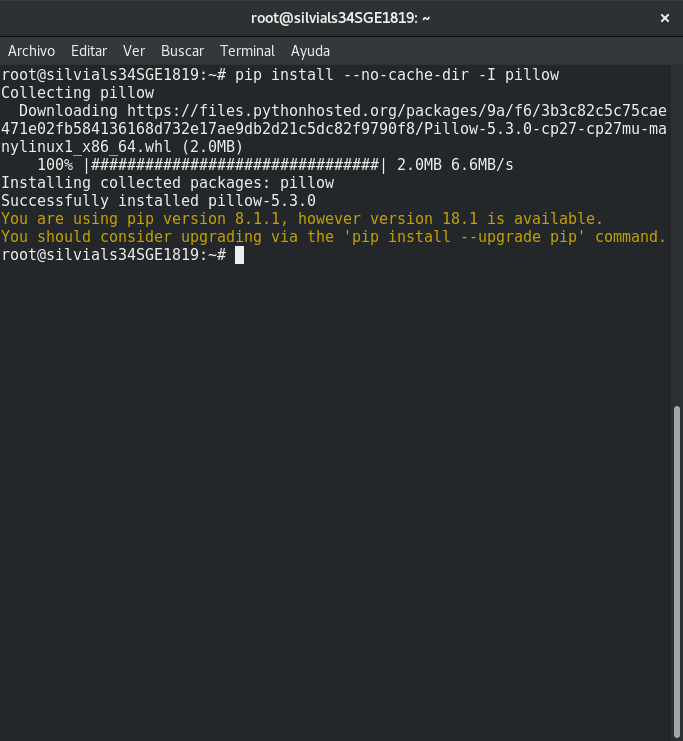 root@silvials34SGE1819: ~
×
Archivo Editar Ver Buscar Terminal Ayuda
root@silvials34SGE1819:~# pip install --no-cache-dir -I pillow
Collecting pillow
  Downloading https://files.pythonhosted.org/packages/9a/f6/3b3c82c5c75cae
471e02fb584136168d732e17ae9db2d21c5dc82f9790f8/Pillow-5.3.0-cp27-cp27mu-ma
nylinux1_x86_64.whl (2.0MB)
    100% |################################| 2.0MB 6.6MB/s
Installing collected packages: pillow
Successfully installed pillow-5.3.0
You are using pip version 8.1.1, however version 18.1 is available.
You should consider upgrading via the 'pip install --upgrade pip' command.
root@silvials34SGE1819:~#